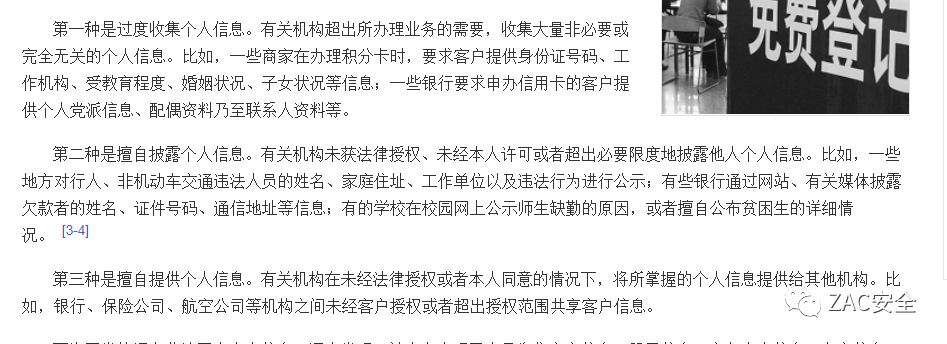 第一种是过度收集个人信息。有关机构超出所办理业务的需要，收集大量非必要或
完全无关的个人信息。比如，一些商家在办理积分卡时，要求客户提供身份证号码、工
作机构、受教育程度、婚姻状况、子女状况等信息；一些银行要求申办信用卡的客户提
供个人党派信息、配偶资料乃至联系人资料等。
免费登记
第二种是擅自披露个人信息。有关机构未获法律授权、未经本人许可或者超出必要限度地披露他人个人信息。比如，一些
地方对行人、非机动车交通违法人员的姓名、家庭住址、工作单位以及违法行为进行公示；有些银行通过网站、有关媒体披露
欠款者的姓名、证件号码、通信地址等信息；有的学校在校园网上公示师生缺勤的原因，或者擅自公布贫困生的详细情
况。 [3-4]
第三种是擅自提供个人信息。有关机构在未经法律授权或者本人同意的情况下，将所掌握的个人信息提供给其他机构。比
如，银行、保险公司、航空公司等机构之间未经客户授权或者超出授权范围共享客户信息。
ZAC安全